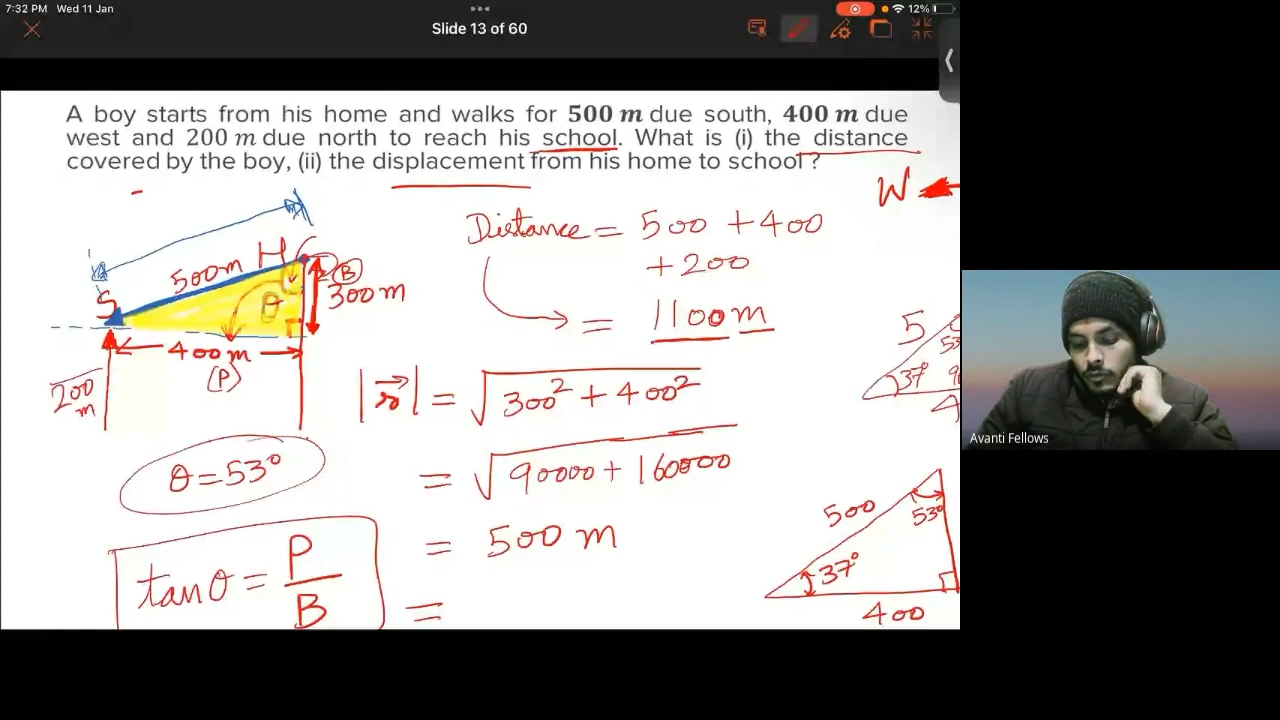 7:32 PM Wed 11 Jan
12%
Slide 13 of 60
A boy starts from his home and walks for 500 m due south, 400 m due
west and 200 m due north to reach his school. What is (i) the distance
covered by the boy, (ii) the displacement from his home to school ?
W
Distance = 500 + 400
+ 200
= 1100 m
H
500 m
(B)
300 m
S
θ
400 m
(P)
200
m
|r| = √300² + 400²
= √90000 + 160000
= 500 m
=
θ = 53°
tanθ = P/B
5
53
37°
500
53°
37°
400
Avanti Fellows